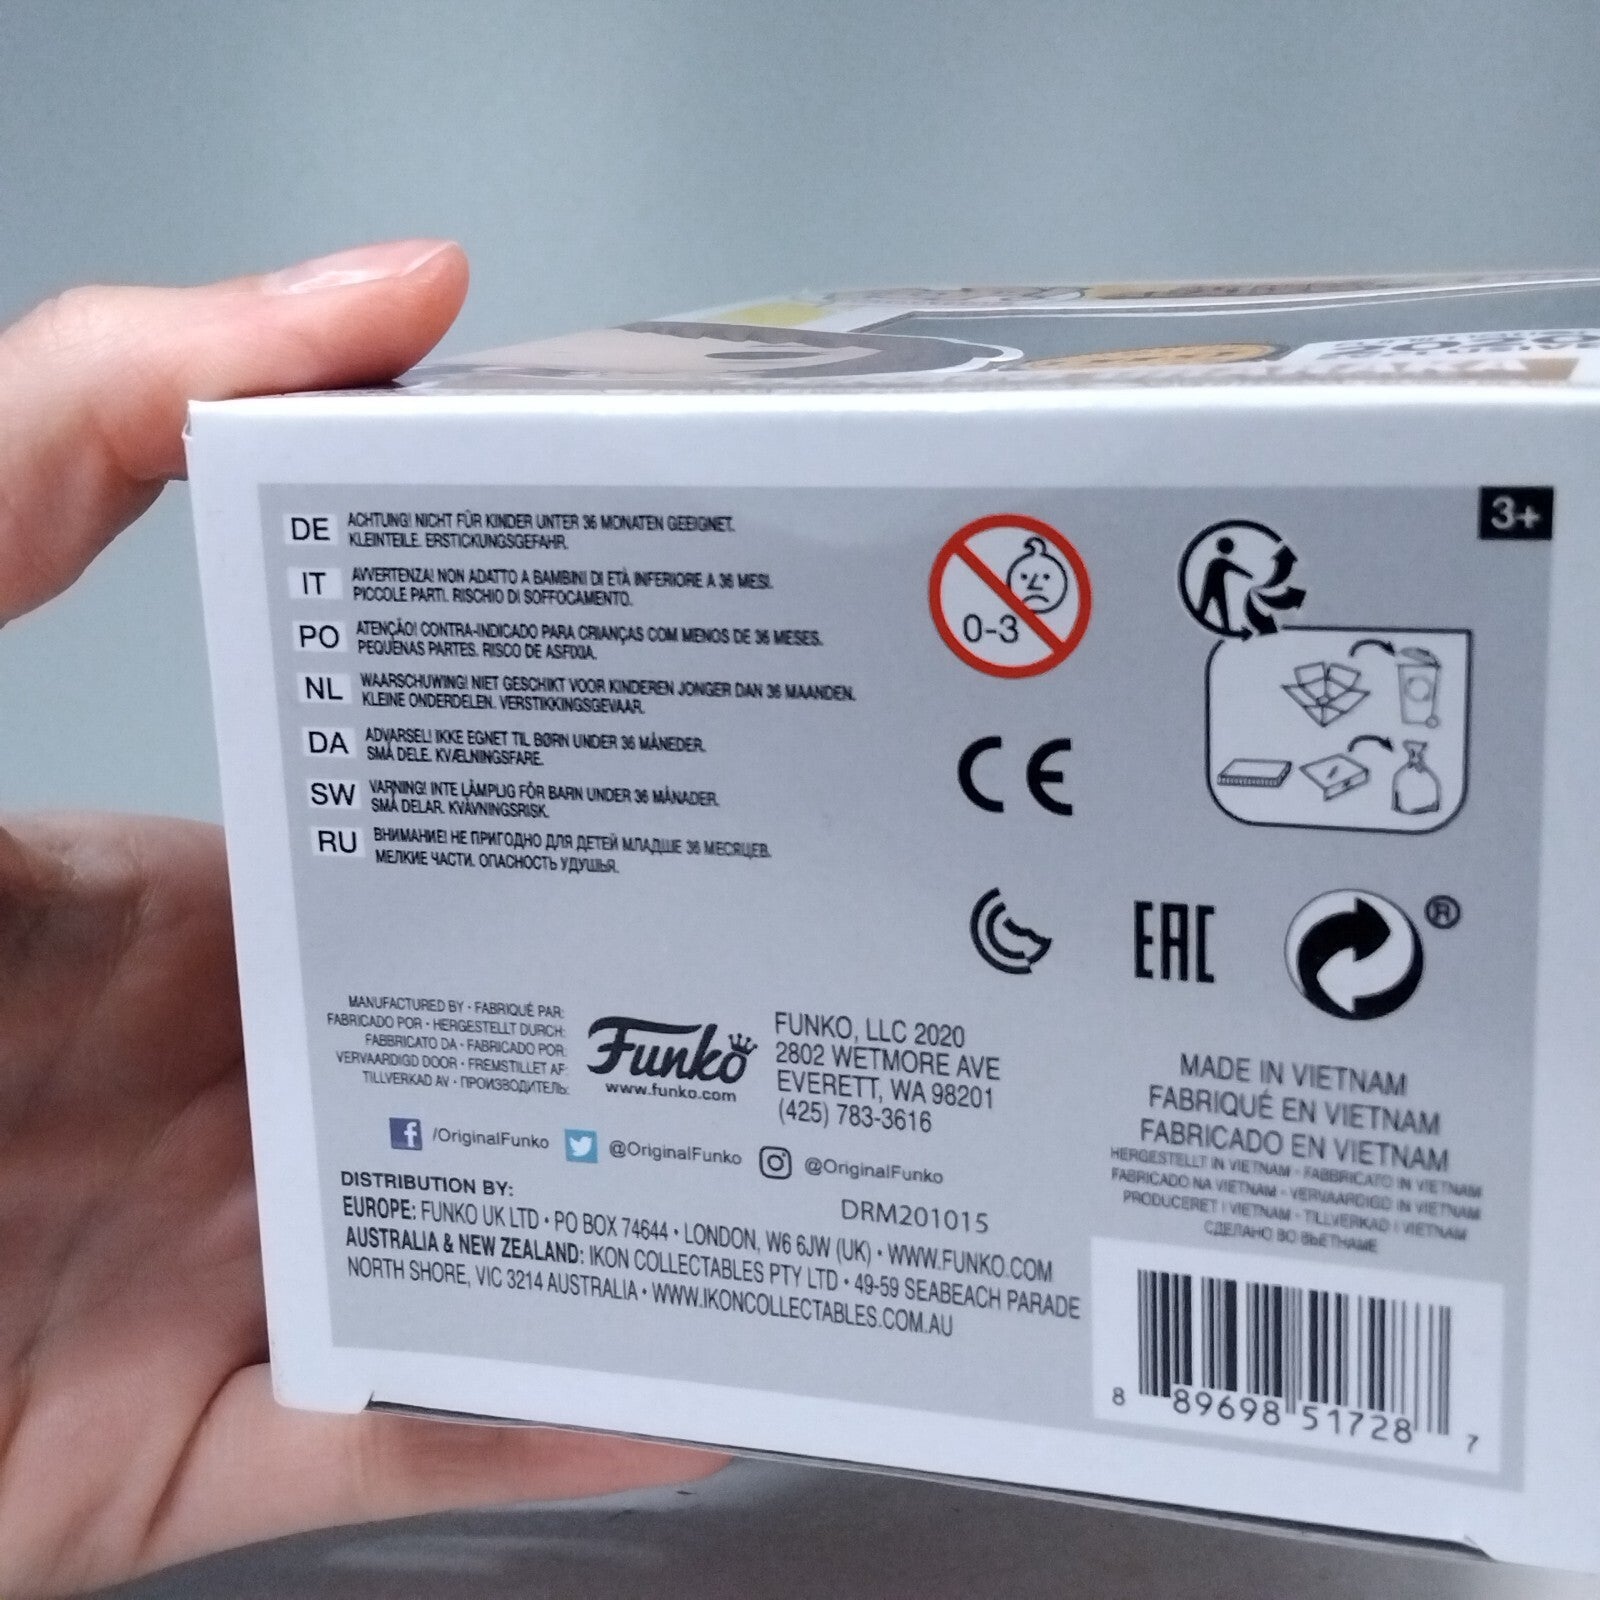 3+
DE ACHTUNG! NICHT FÜR KINDER UNTER 36 MONATEN GEEIGNET.
KLEINTEILE. ERSTICKUNGSGEFAHR.
IT AVVERTENZA! NON ADATTO A BAMBINI DI ETÀ INFERIORE A 36 MESI.
PICCOLE PARTI. RISCHIO DI SOFFOCAMENTO.
PO ATENÇÃO! CONTRA-INDICADO PARA CRIANÇAS COM MENOS DE 36 MESES.
PEQUENAS PARTES. RISCO DE ASFIXIA.
NL WAARSCHUWING! NIET GESCHIKT VOOR KINDEREN JONGER DAN 36 MAANDEN.
KLEINE ONDERDELEN. VERSTIKKINGSGEVAAR.
DA ADVARSEL! IKKE EGNET TIL BØRN UNDER 36 MÅNEDER.
SMÅ DELE. KVÆLNINGSFARE.
SW VARNING! INTE LÄMPLIG FÖR BARN UNDER 36 MÅNADER.
SMÅ DELAR. KVÄVNINGSRISK.
RU ВНИМАНИЕ! НЕ ПРИГОДНО ДЛЯ ДЕТЕЙ МЛАДШЕ 36 МЕСЯЦЕВ.
МЕЛКИЕ ЧАСТИ. ОПАСНОСТЬ УДУШЬЯ.
0-3
CE
EAC
®
MANUFACTURED BY • FABRIQUÉ PAR:
FABRICADO POR • HERGESTELLT DURCH:
FABBRICATO DA • FABRICADO POR:
VERVAARDIGD DOOR • FREMSTILLET AF:
TILLVERKAD AV • ПРОИЗВОДИТЕЛЬ:
Funko
www.funko.com
FUNKO, LLC 2020
2802 WETMORE AVE
EVERETT, WA 98201
(425) 783-3616
/OriginalFunko @OriginalFunko @OriginalFunko
DRM201015
DISTRIBUTION BY:
EUROPE: FUNKO UK LTD • PO BOX 74644 • LONDON, W6 6JW (UK) • WWW.FUNKO.COM
AUSTRALIA & NEW ZEALAND: IKON COLLECTABLES PTY LTD • 49-59 SEABEACH PARADE
NORTH SHORE, VIC 3214 AUSTRALIA • WWW.IKONCOLLECTABLES.COM.AU
MADE IN VIETNAM
FABRIQUÉ EN VIETNAM
FABRICADO EN VIETNAM
HERGESTELLT IN VIETNAM • FABBRICATO IN VIETNAM
FABRICADO NA VIETNAM • VERVAARDIGD IN VIETNAM
PRODUCERET I VIETNAM • TILLVERKAD I VIETNAM
СДЕЛАНО ВО ВЬЕТНАМЕ
8 89698 51728 7